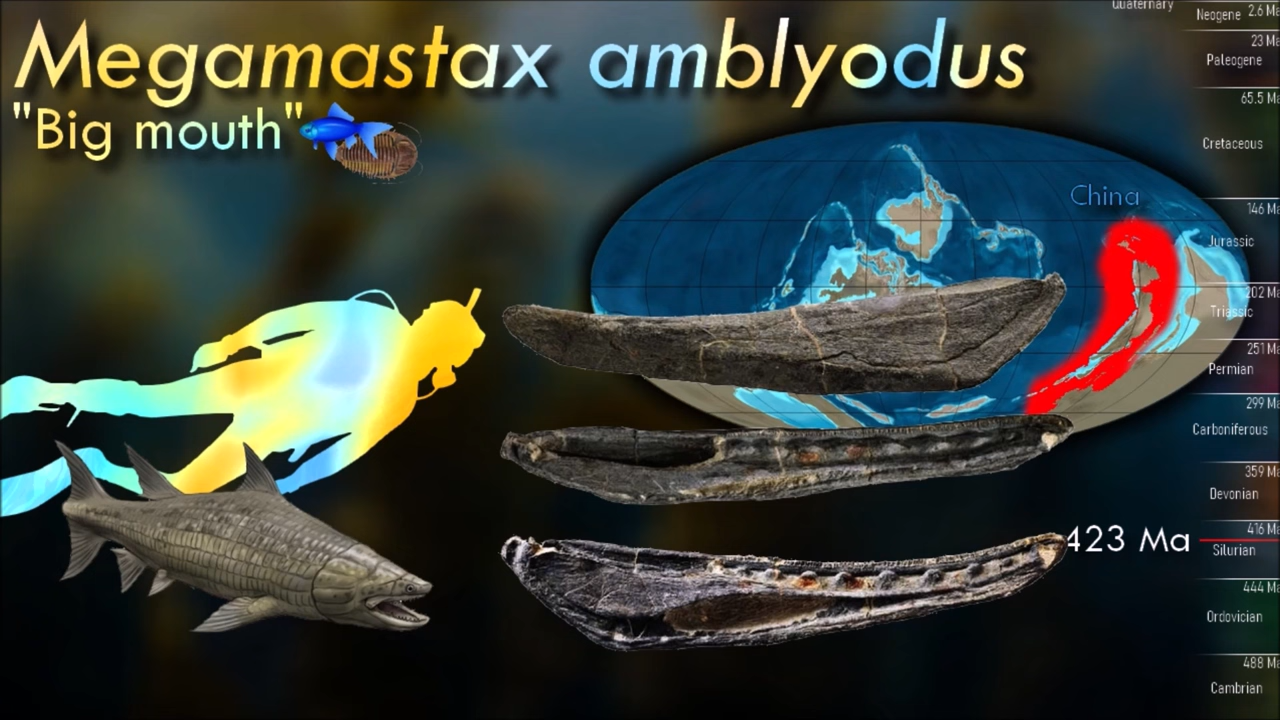 Megamastax amblyodus
"Big mouth"
China
423 Ma
Quaternary
2.6 Ma
Neogene
23 Ma
Paleogene
65.5 Ma
Cretaceous
146 Ma
Jurassic
202 Ma
Triassic
251 Ma
Permian
299 Ma
Carboniferous
359 Ma
Devonian
416 Ma
Silurian
444 Ma
Ordovician
488 Ma
Cambrian